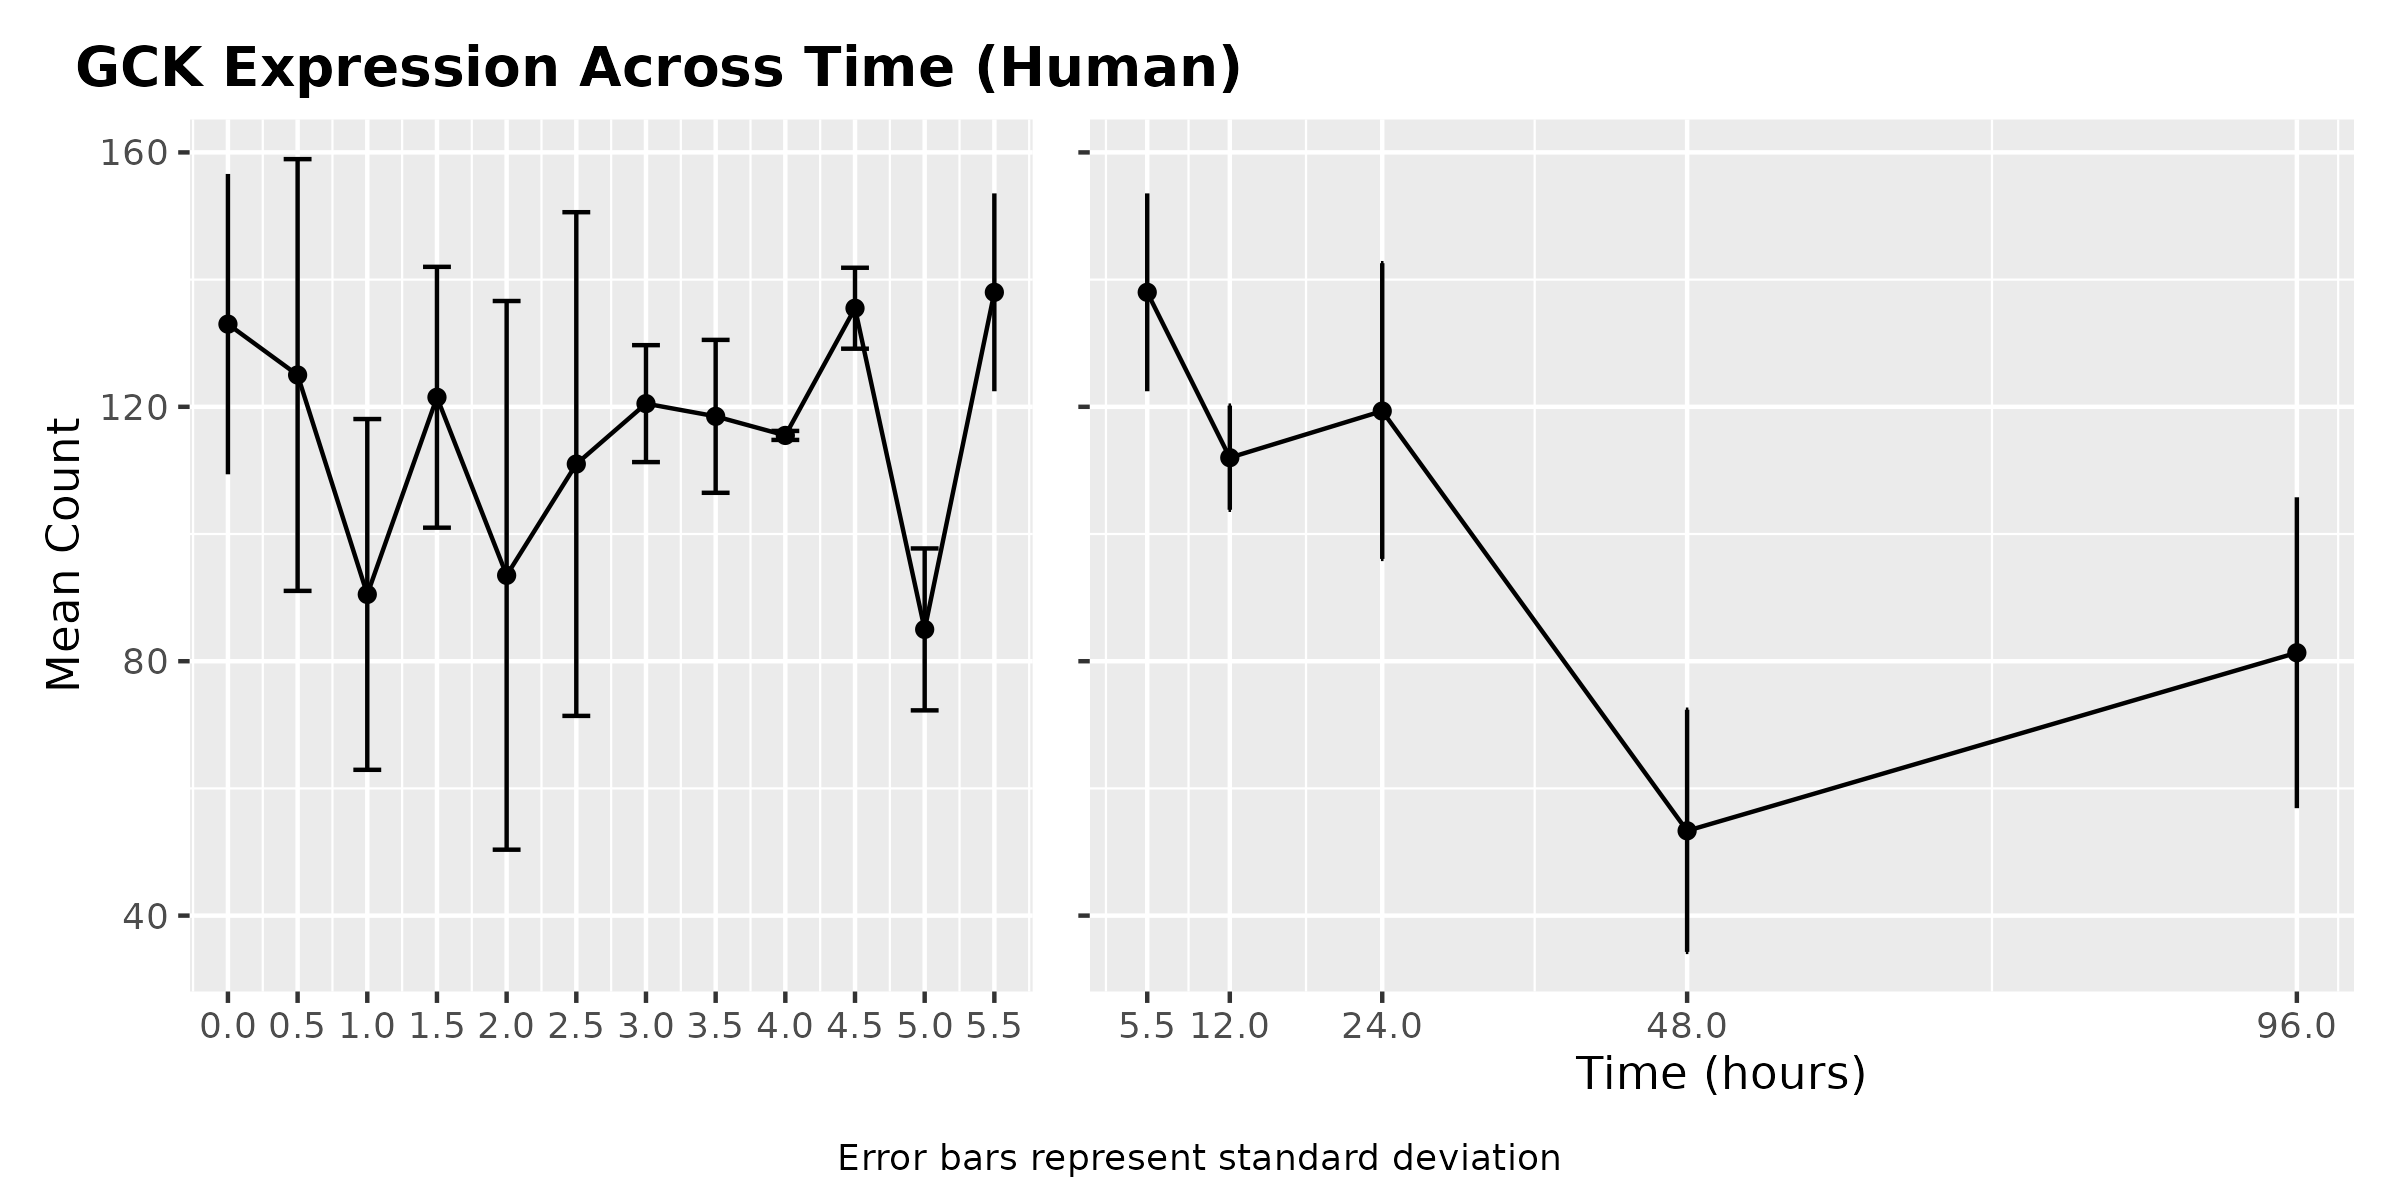 GCK Expression Across Time (Human)
Mean Count
160
120
80
40
0.0 0.5 1.0 1.5 2.0 2.5 3.0 3.5 4.0 4.5 5.0 5.5
5.5 12.0 24.0 48.0 96.0
Time (hours)
Error bars represent standard deviation